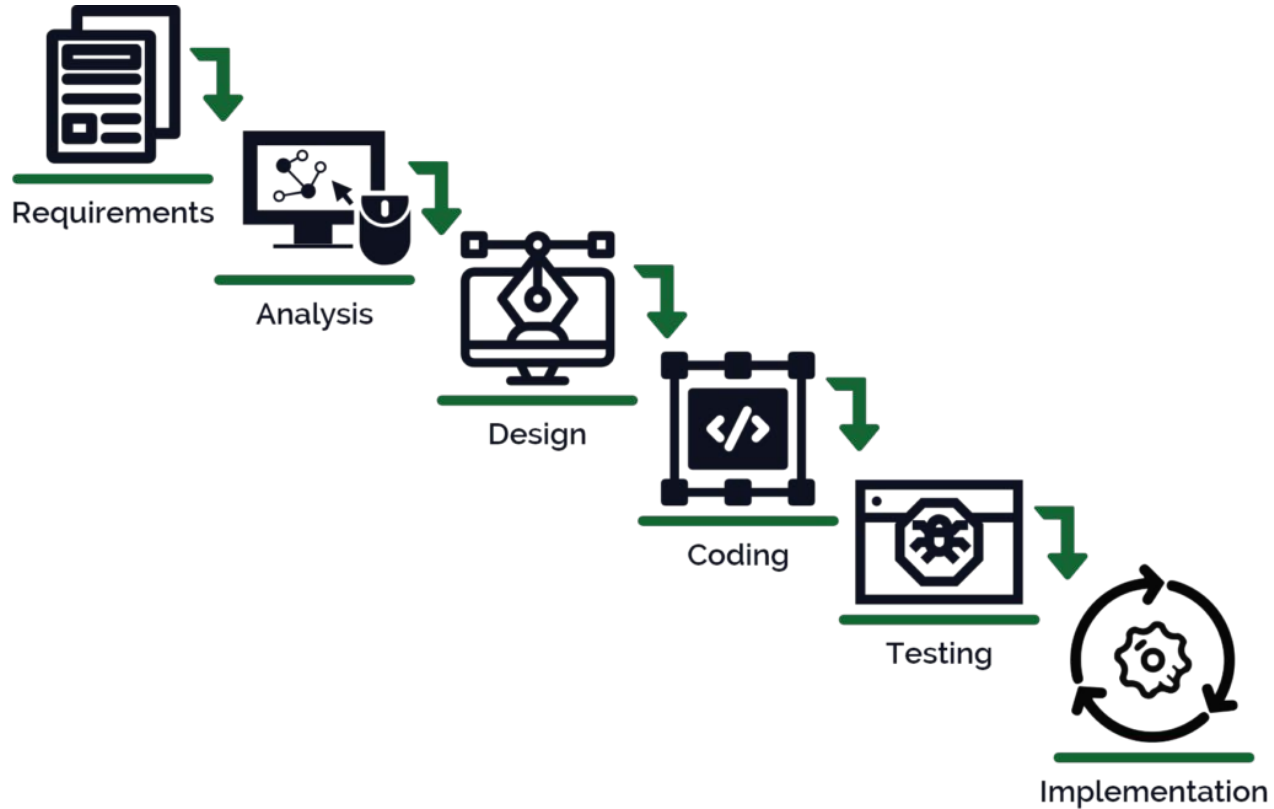 Requirements
Analysis
Design
</>
Coding
Testing
Implementation